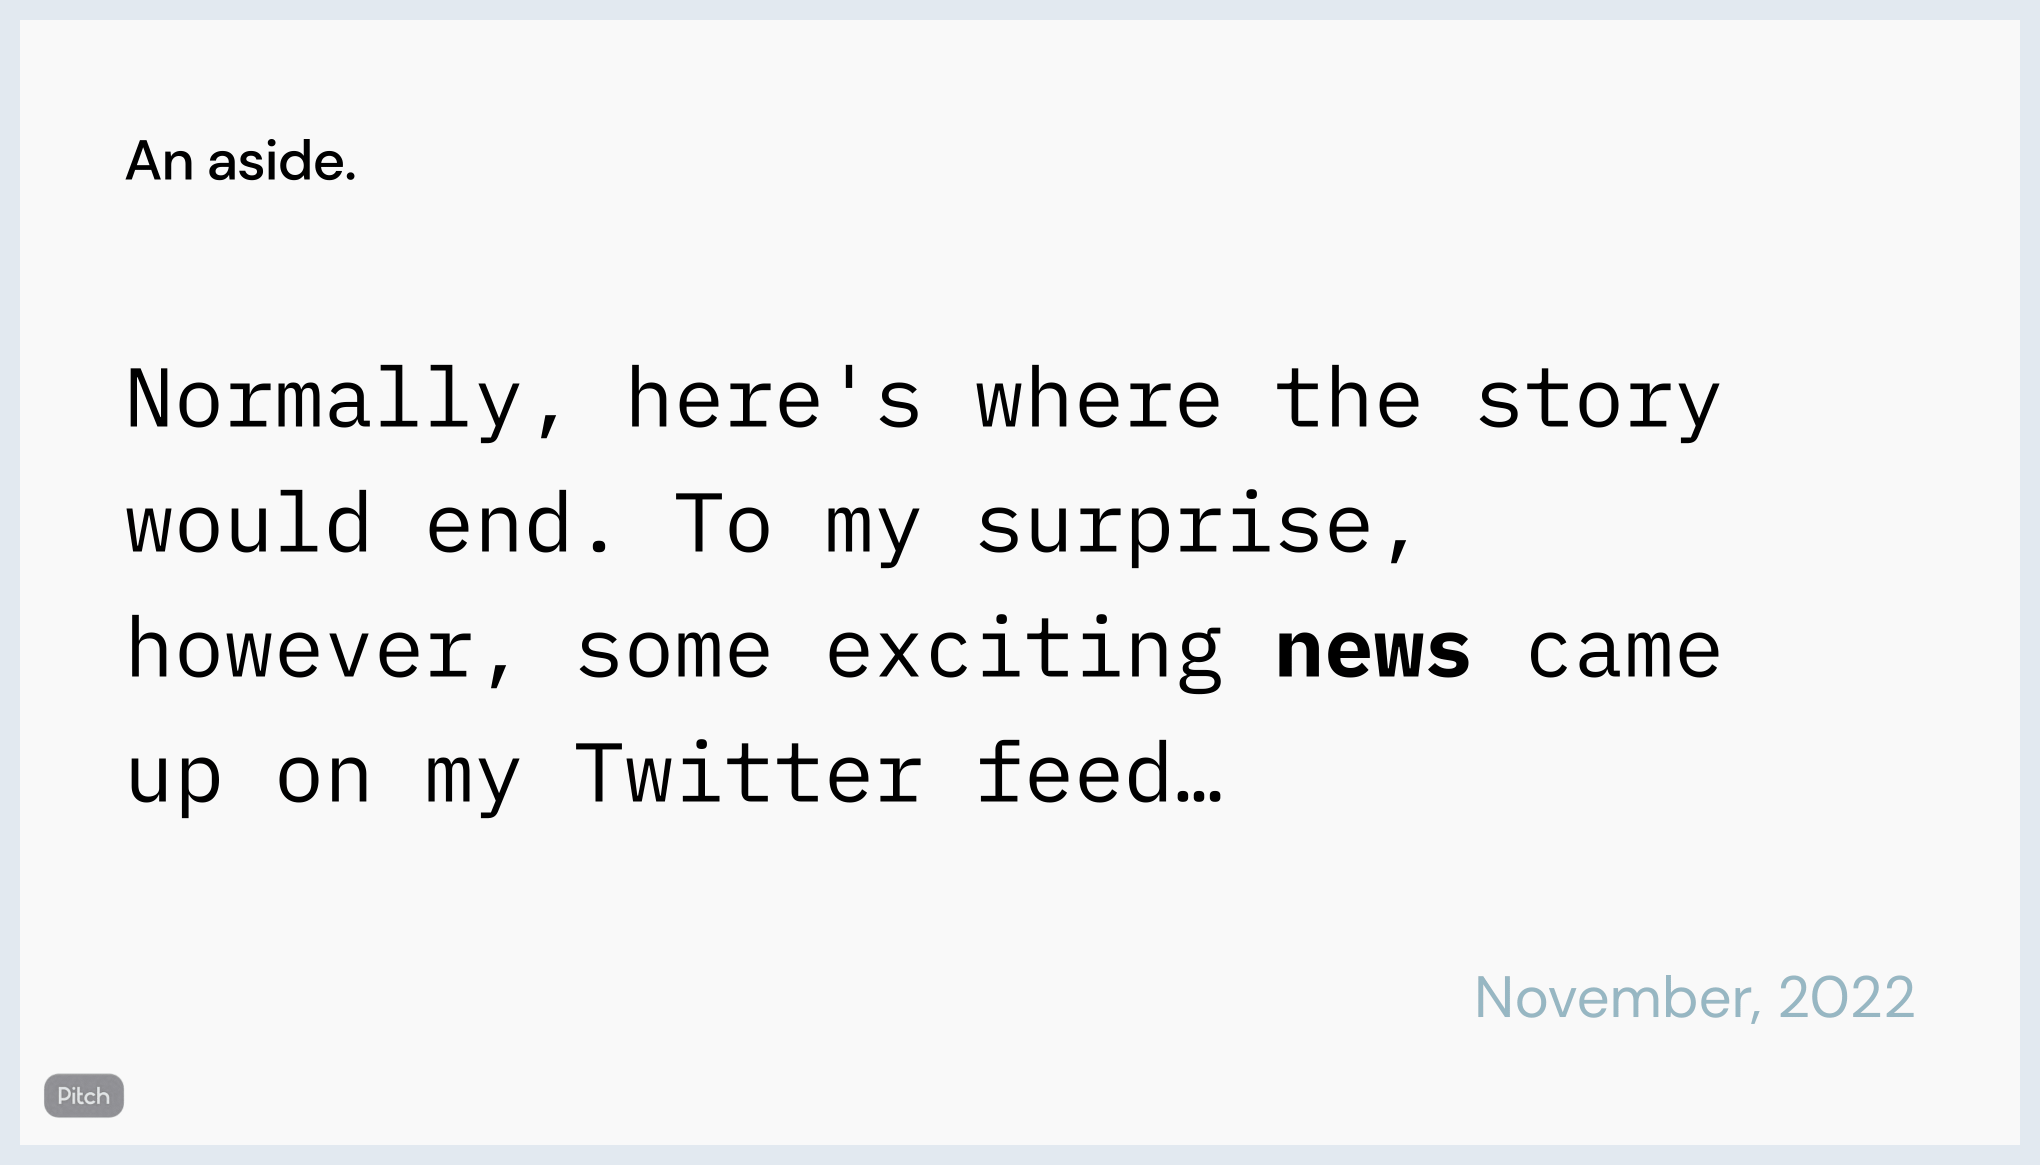 An aside.
Normally, here's where the story
would end. To my surprise,
however, some exciting news came
up on my Twitter feed…
November, 2022
Pitch